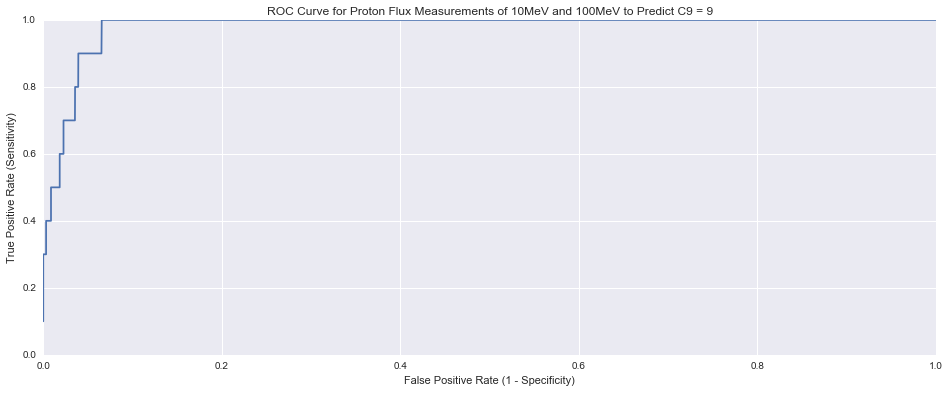 ROC Curve for Proton Flux Measurements of 10MeV and 100MeV to Predict C9 = 9
True Positive Rate (Sensitivity)
1.0
0.8
0.6
0.4
0.2
0.0
0.0 0.2 0.4 0.6 0.8 1.0
False Positive Rate (1 - Specificity)